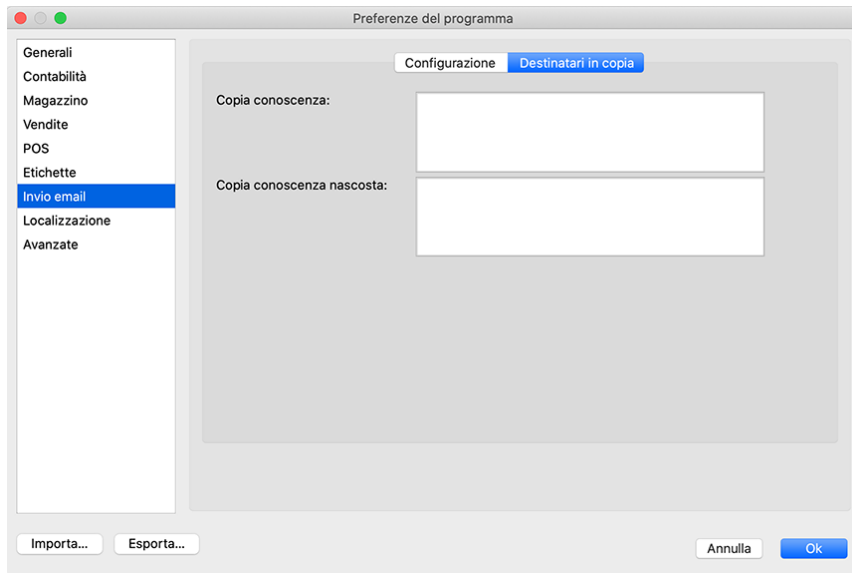 Preferenze del programma
Generali
Contabilità
Magazzino
Vendite
POS
Etichette
Invio email
Localizzazione
Avanzate
Configurazione
Destinatari in copia
Copia conoscenza:
Copia conoscenza nascosta:
Importa...
Esporta...
Annulla
Ok